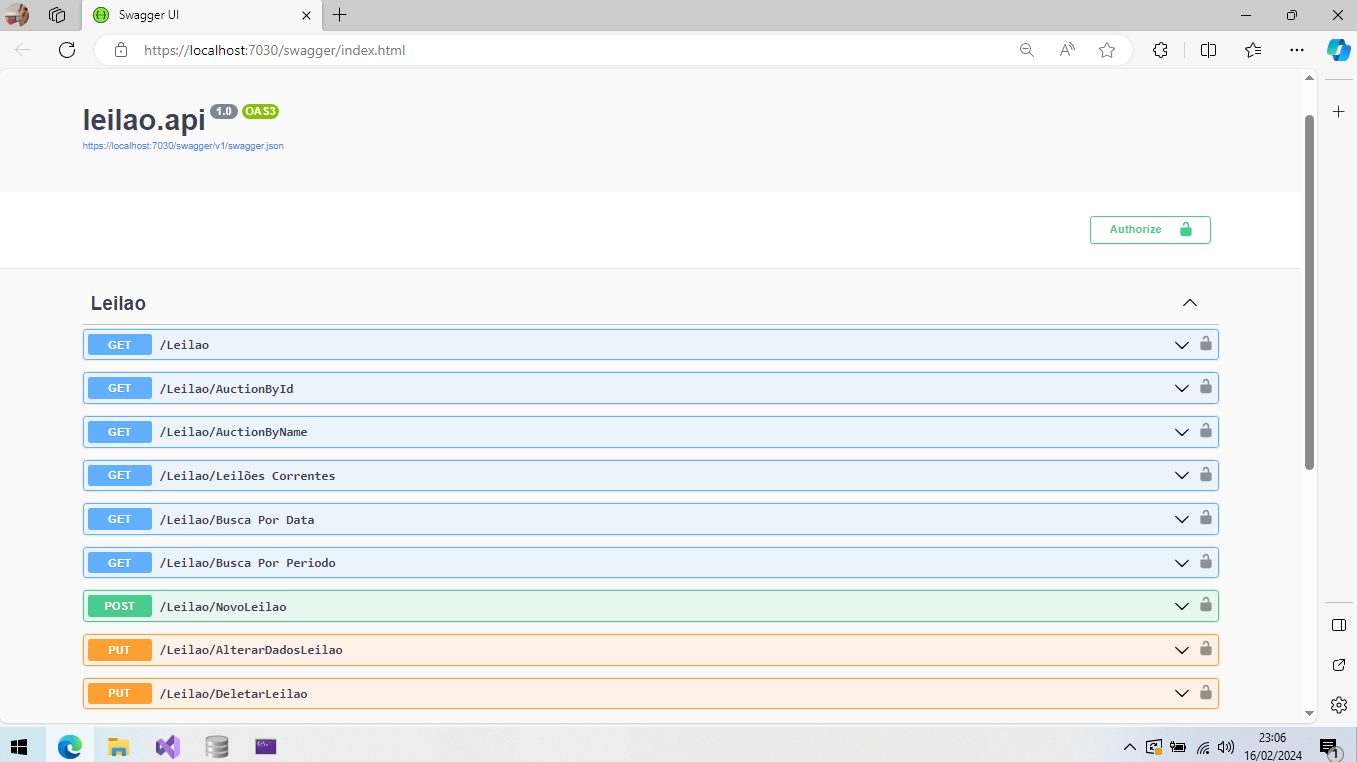 Swagger UI
https://localhost:7030/swagger/index.html
leilao.api 1.0 OAS3
https://localhost:7030/swagger/v1/swagger.json
Authorize
Leilao
GET /Leilao
GET /Leilao/AuctionById
GET /Leilao/AuctionByName
GET /Leilao/Leilões Correntes
GET /Leilao/Busca Por Data
GET /Leilao/Busca Por Periodo
POST /Leilao/NovoLeilao
PUT /Leilao/AlterarDadosLeilao
PUT /Leilao/DeletarLeilao
23:06
16/02/2024
1